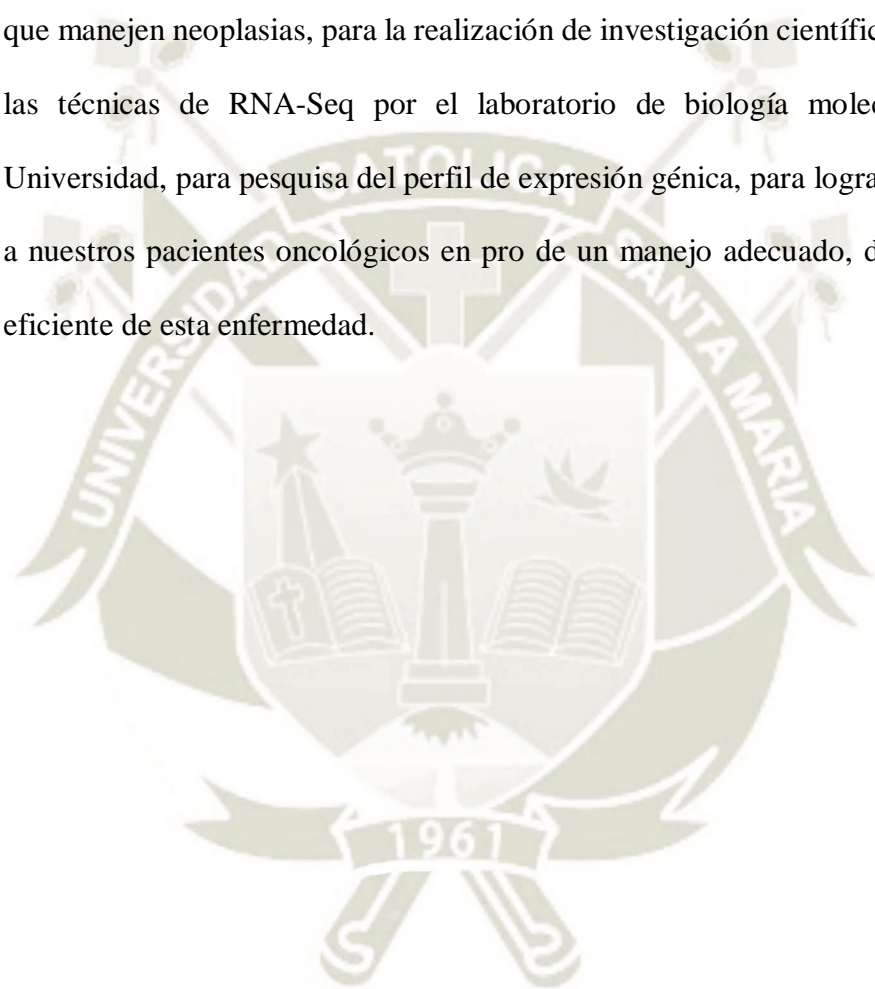 que manejen neoplasias, para la realización de investigación científic
las técnicas de RNA-Seq por el laboratorio de biología molec
Universidad, para pesquisa del perfil de expresión génica, para logra
a nuestros pacientes oncológicos en pro de un manejo adecuado, d
eficiente de esta enfermedad.
UNIVERSIDAD CATOLICA SANTA MARIA
1961